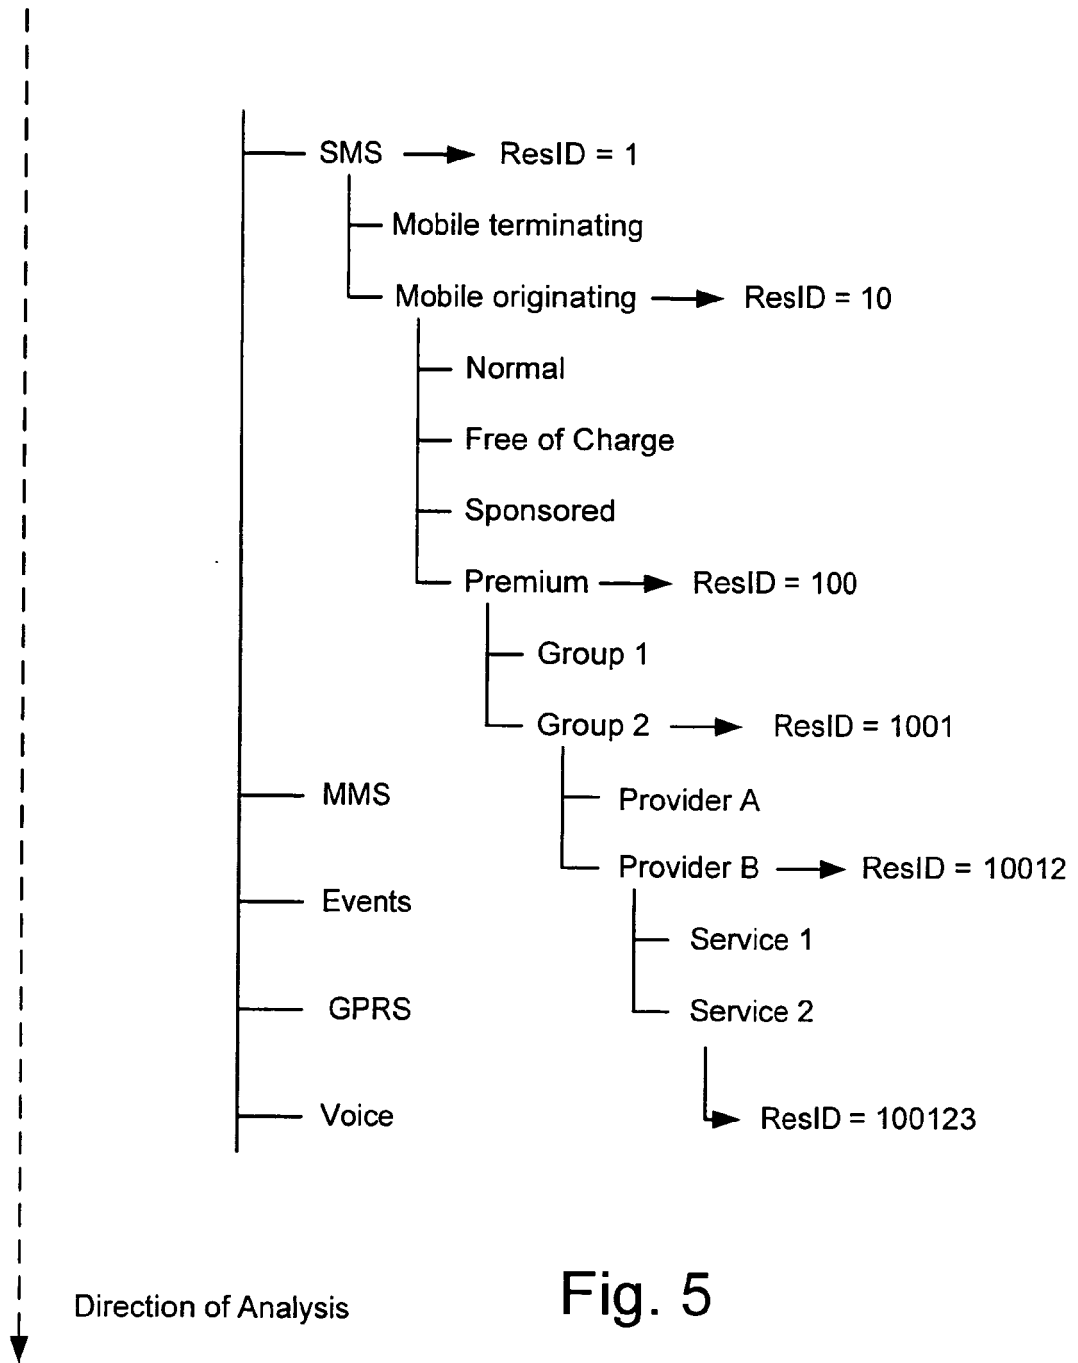 SMS ResID = 1
Mobile terminating
Mobile originating ResID = 10
Normal
Free of Charge
Sponsored
Premium ResID = 100
Group 1
Group 2 ResID = 1001
MMS
Provider A
Provider B ResID = 10012
Events
Service 1
GPRS
Service 2
Voice
ResID = 100123
Direction of Analysis
Fig. 5